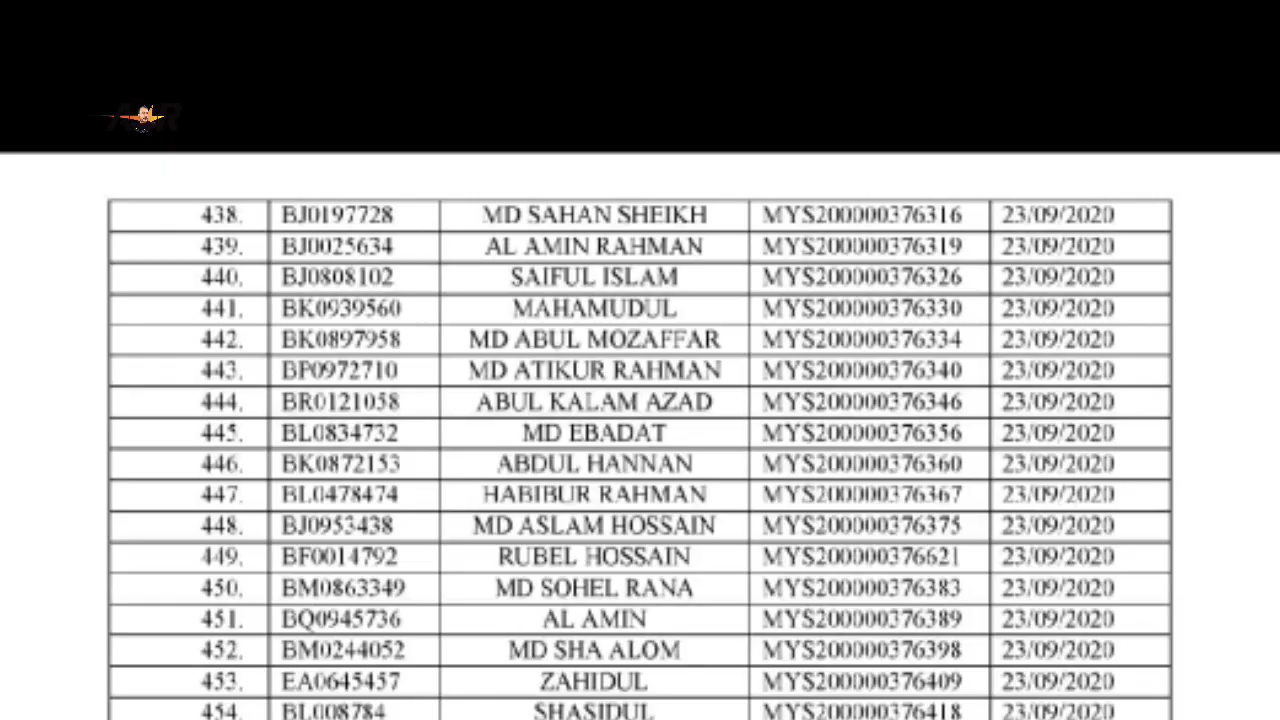 438. BJ0197728 MD SAHAN SHEIKH MYS200000376316 23/09/2020
439. BJ0025634 AL AMIN RAHMAN MYS200000376319 23/09/2020
440. BJ0808102 SAIFUL ISLAM MYS200000376326 23/09/2020
441. BK0939560 MAHAMUDUL MYS200000376330 23/09/2020
442. BK0897958 MD ABUL MOZAFFAR MYS200000376334 23/09/2020
443. BP0972710 MD ATIKUR RAHMAN MYS200000376340 23/09/2020
444. BR0121058 ABUL KALAM AZAD MYS200000376346 23/09/2020
445. BL0834732 MD EBADAT MYS200000376356 23/09/2020
446. BK0872153 ABDUL HANNAN MYS200000376360 23/09/2020
447. BL0478474 HABIBUR RAHMAN MYS200000376367 23/09/2020
448. BJ0953438 MD ASLAM HOSSAIN MYS200000376375 23/09/2020
449. BF0014792 RUBEL HOSSAIN MYS200000376621 23/09/2020
450. BM0863349 MD SOHEL RANA MYS200000376383 23/09/2020
451. BQ0945736 AL AMIN MYS200000376389 23/09/2020
452. BM0244052 MD SHA ALOM MYS200000376398 23/09/2020
453. EA0645457 ZAHIDUL MYS200000376409 23/09/2020
454. BL008784 SHASIDUL MYS200000376418 23/09/2020